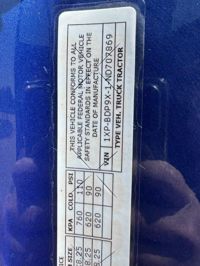 THIS VEHICLE CONFORMS TO ALL
APPLICABLE FEDERAL MOTOR VEHICLE
SAFETY STANDARDS IN EFFECT ON THE
DATE OF MANUFACTURE
VIN 1XP-BDP9X-1-ND707869
TYPE VEH. TRUCK TRACTOR
KPA COLD. PSI
760 110
620 90
620 90
SIZE
8.25
8.25
8.25